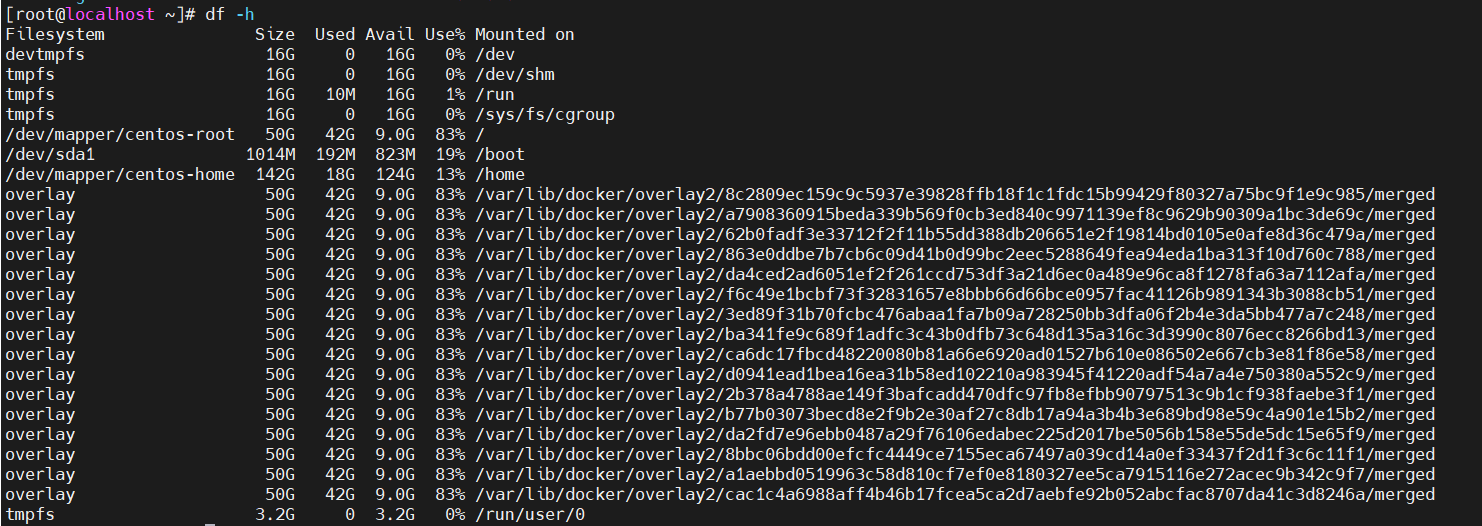 [root@localhost ~]# df -h
Filesystem               Size  Used Avail Use% Mounted on
devtmpfs                  16G     0   16G   0% /dev
tmpfs                     16G     0   16G   0% /dev/shm
tmpfs                     16G   10M   16G   1% /run
tmpfs                     16G     0   16G   0% /sys/fs/cgroup
/dev/mapper/centos-root   50G   42G  9.0G  83% /
/dev/sda1               1014M  192M  823M  19% /boot
/dev/mapper/centos-home  142G   18G  124G  13% /home
overlay                   50G   42G  9.0G  83% /var/lib/docker/overlay2/8c2809ec159c9c5937e39828ffb18f1c1fdc15b99429f80327a75bc9f1e9c985/merged
overlay                   50G   42G  9.0G  83% /var/lib/docker/overlay2/a7908360915beda339b569f0cb3ed840c9971139ef8c9629b90309a1bc3de69c/merged
overlay                   50G   42G  9.0G  83% /var/lib/docker/overlay2/62b0fadf3e33712f2f11b55dd388db206651e2f19814bd0105e0afe8d36c479a/merged
overlay                   50G   42G  9.0G  83% /var/lib/docker/overlay2/863e0ddbe7b7cb6c09d41b0d99bc2eec5288649fea94eda1ba313f10d760c788/merged
overlay                   50G   42G  9.0G  83% /var/lib/docker/overlay2/da4ced2ad6051ef2f261ccd753df3a21d6ec0a489e96ca8f1278fa63a7112afa/merged
overlay                   50G   42G  9.0G  83% /var/lib/docker/overlay2/f6c49e1bcbf73f32831657e8bbb66d66bce0957fac41126b9891343b3088cb51/merged
overlay                   50G   42G  9.0G  83% /var/lib/docker/overlay2/3ed89f31b70fcbc476abaa1fa7b09a728250bb3dfa06f2b4e3da5bb477a7c248/merged
overlay                   50G   42G  9.0G  83% /var/lib/docker/overlay2/ba341fe9c689f1adfc3c43b0dfb73c648d135a316c3d3990c8076ecc8266bd13/merged
overlay                   50G   42G  9.0G  83% /var/lib/docker/overlay2/ca6dc17fbcd48220080b81a66e6920ad01527b610e086502e667cb3e81f86e58/merged
overlay                   50G   42G  9.0G  83% /var/lib/docker/overlay2/d0941ead1bea16ea31b58ed102210a983945f41220adf54a7a4e750380a552c9/merged
overlay                   50G   42G  9.0G  83% /var/lib/docker/overlay2/2b378a4788ae149f3bafcadd470dfc97fb8efbb90797513c9b1cf938faebe3f1/merged
overlay                   50G   42G  9.0G  83% /var/lib/docker/overlay2/b77b03073becd8e2f9b2e30af27c8db17a94a3b4b3e689bd98e59c4a901e15b2/merged
overlay                   50G   42G  9.0G  83% /var/lib/docker/overlay2/da2fd7e96ebb0487a29f76106edabec225d2017be5056b158e55de5dc15e65f9/merged
overlay                   50G   42G  9.0G  83% /var/lib/docker/overlay2/8bbc06bdd00efcfc4449ce7155eca67497a039cd14a0ef33437f2d1f3c6c11f1/merged
overlay                   50G   42G  9.0G  83% /var/lib/docker/overlay2/a1aebbd0519963c58d810cf7ef0e8180327ee5ca7915116e272acec9b342c9f7/merged
overlay                   50G   42G  9.0G  83% /var/lib/docker/overlay2/cac1c4a6988aff4b46b17fcea5ca2d7aebfe92b052abcfac8707da41c3d8246a/merged
tmpfs                    3.2G     0  3.2G   0% /run/user/0